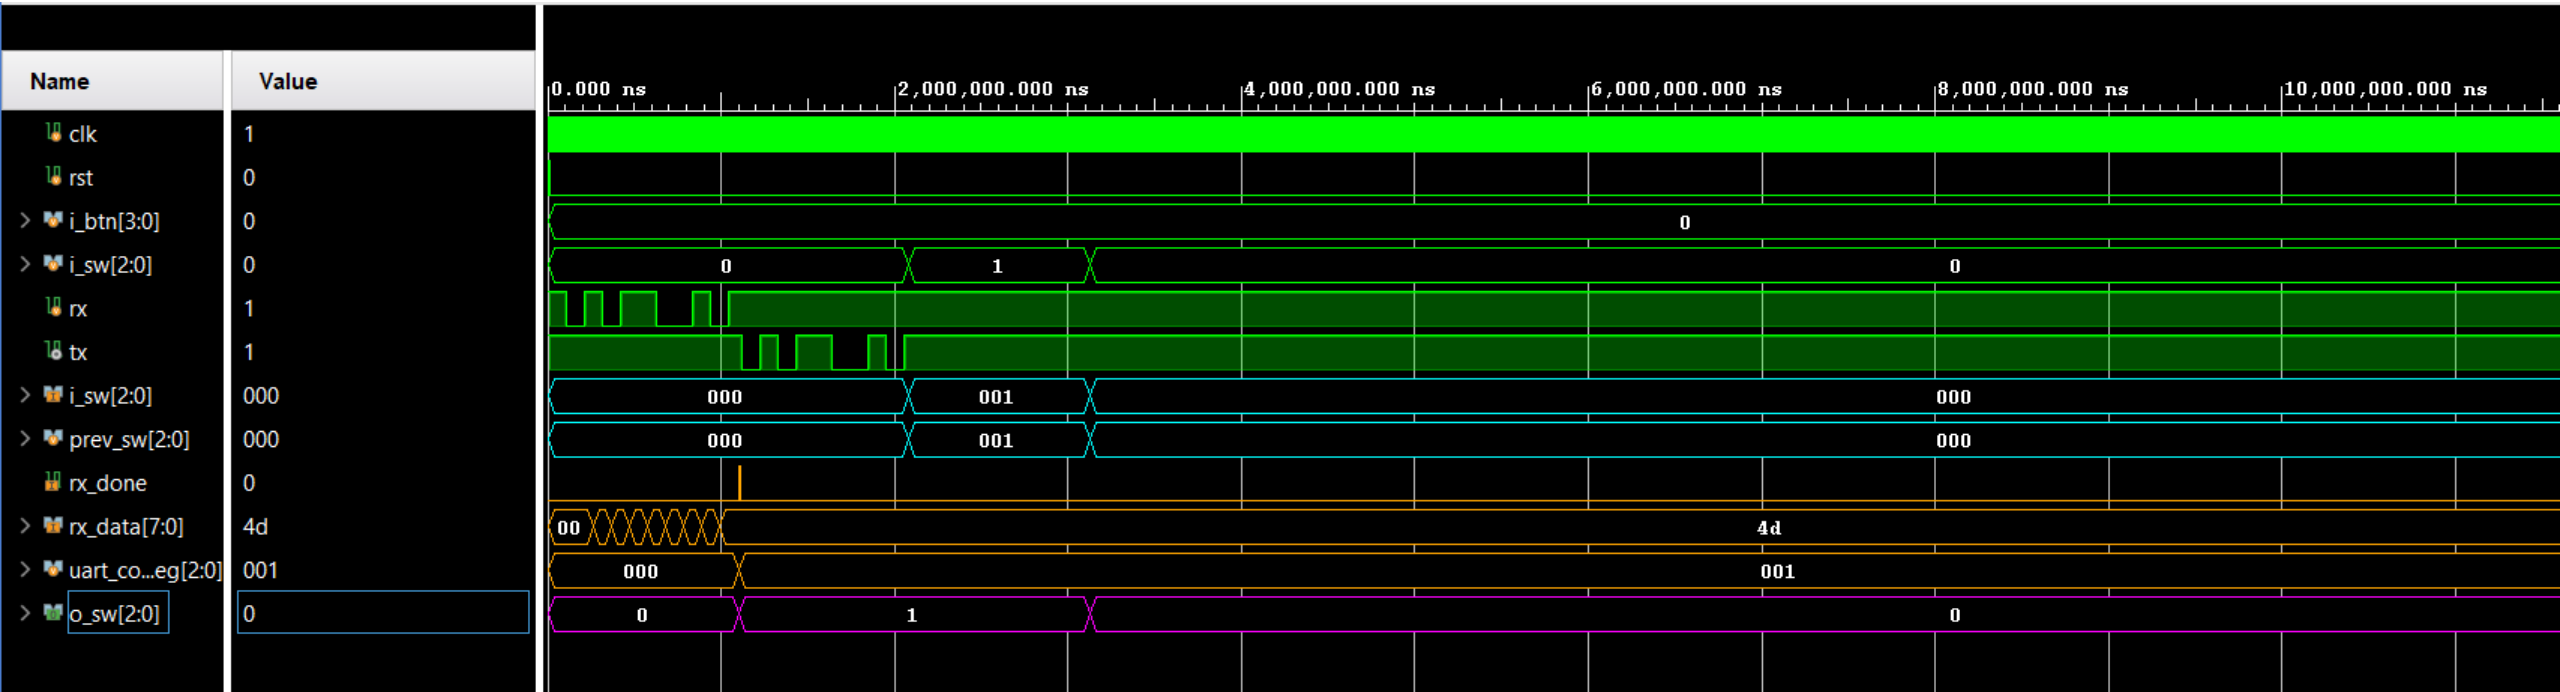 Name Value
0.000 ns 2,000,000.000 ns 4,000,000.000 ns 6,000,000.000 ns 8,000,000.000 ns 10,000,000.000 ns
clk 1
rst 0
i_btn[3:0] 0 0
i_sw[2:0] 0 0 1 0
rx 1
tx 1
i_sw[2:0] 000 000 001 000
prev_sw[2:0] 000 000 001 000
rx_done 0
rx_data[7:0] 4d 00 4d
uart_co...eg[2:0] 001 000 001
o_sw[2:0] 0 0 1 0